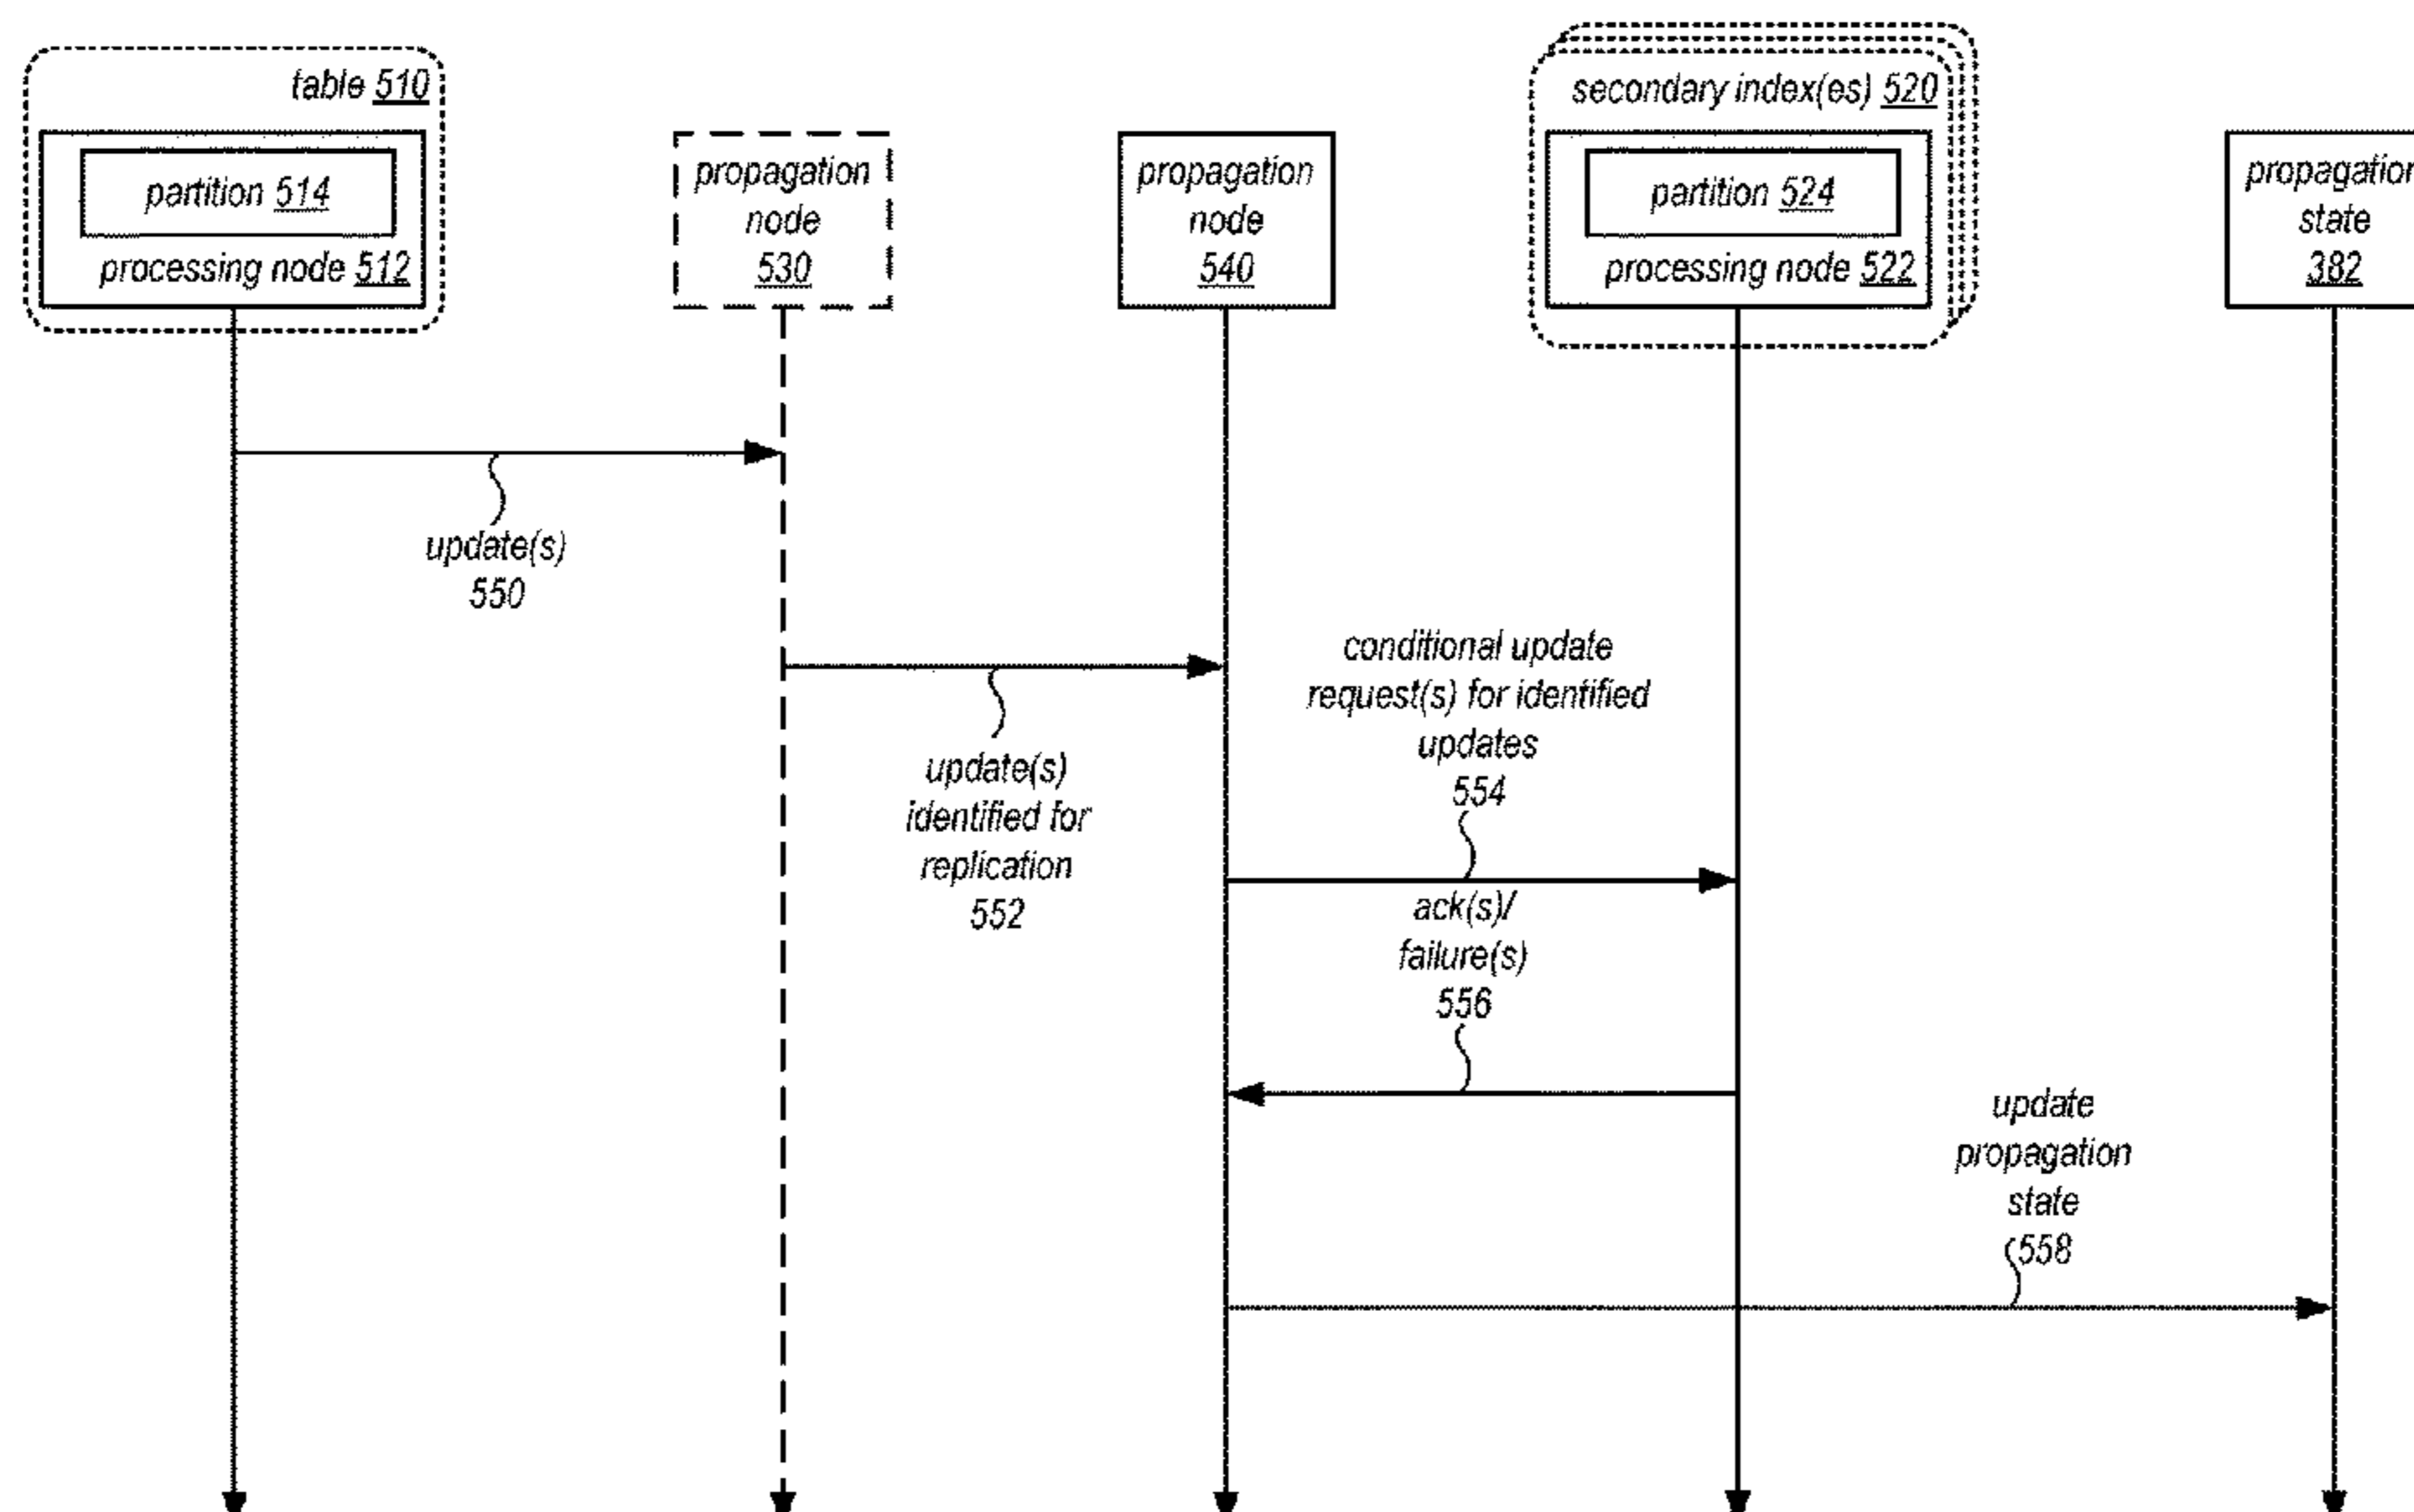 table 510
partition 514
processing node 512
propagation
node
530
propagation
node
540
secondary index(es) 520
partition 524
processing node 522
propagation
state
382
update(s)
550
update(s)
identified for
replication
552
conditional update
request(s) for identified
updates
554
ack(s)/
failure(s)
556
update
propagation
state
558